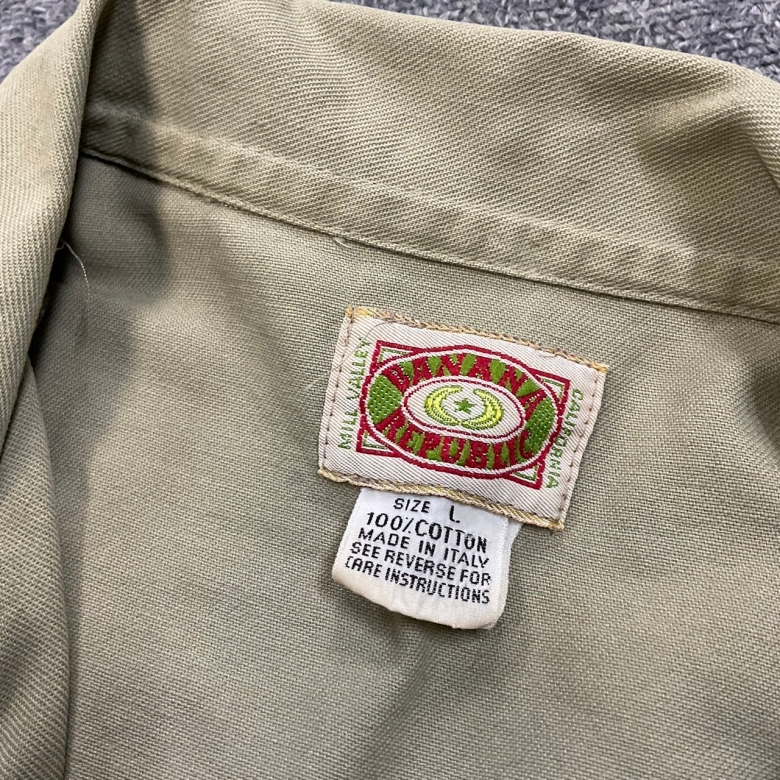 MILL VALLEY
BANANA
REPUBLIC
CALIFORNIA
SIZE L
100% COTTON
MADE IN ITALY
SEE REVERSE FOR
CARE INSTRUCTIONS